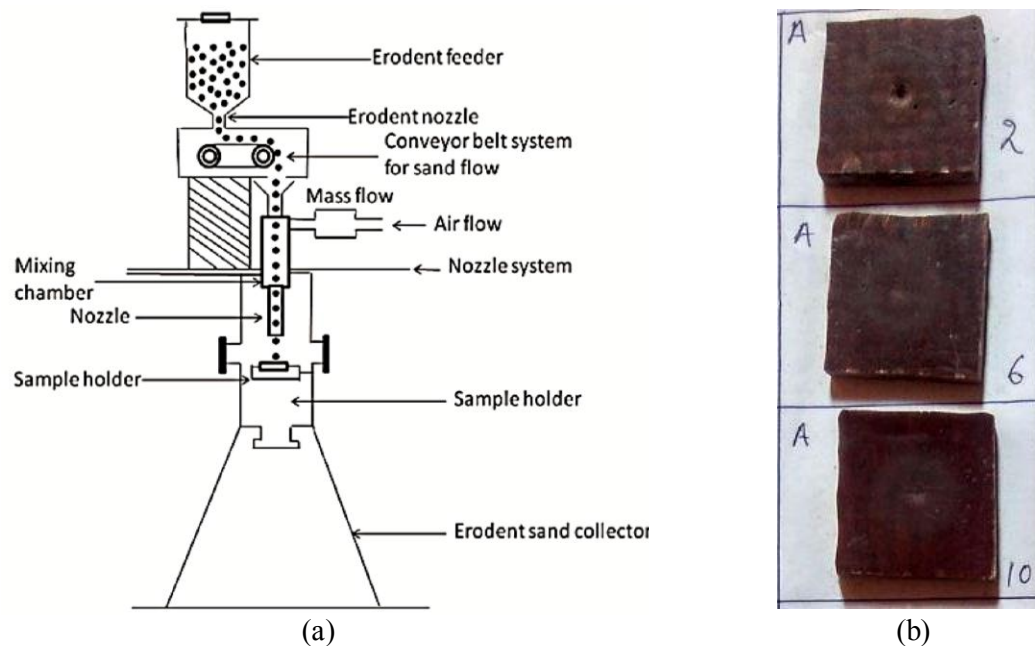 Erodent feeder
Erodent nozzle
Conveyor belt system
for sand flow
Mass flow
Air flow
Mixing
chamber
Nozzle system
Nozzle
Sample holder
Sample holder
Erodent sand collector
(a)
A
2
A
6
A
10
(b)